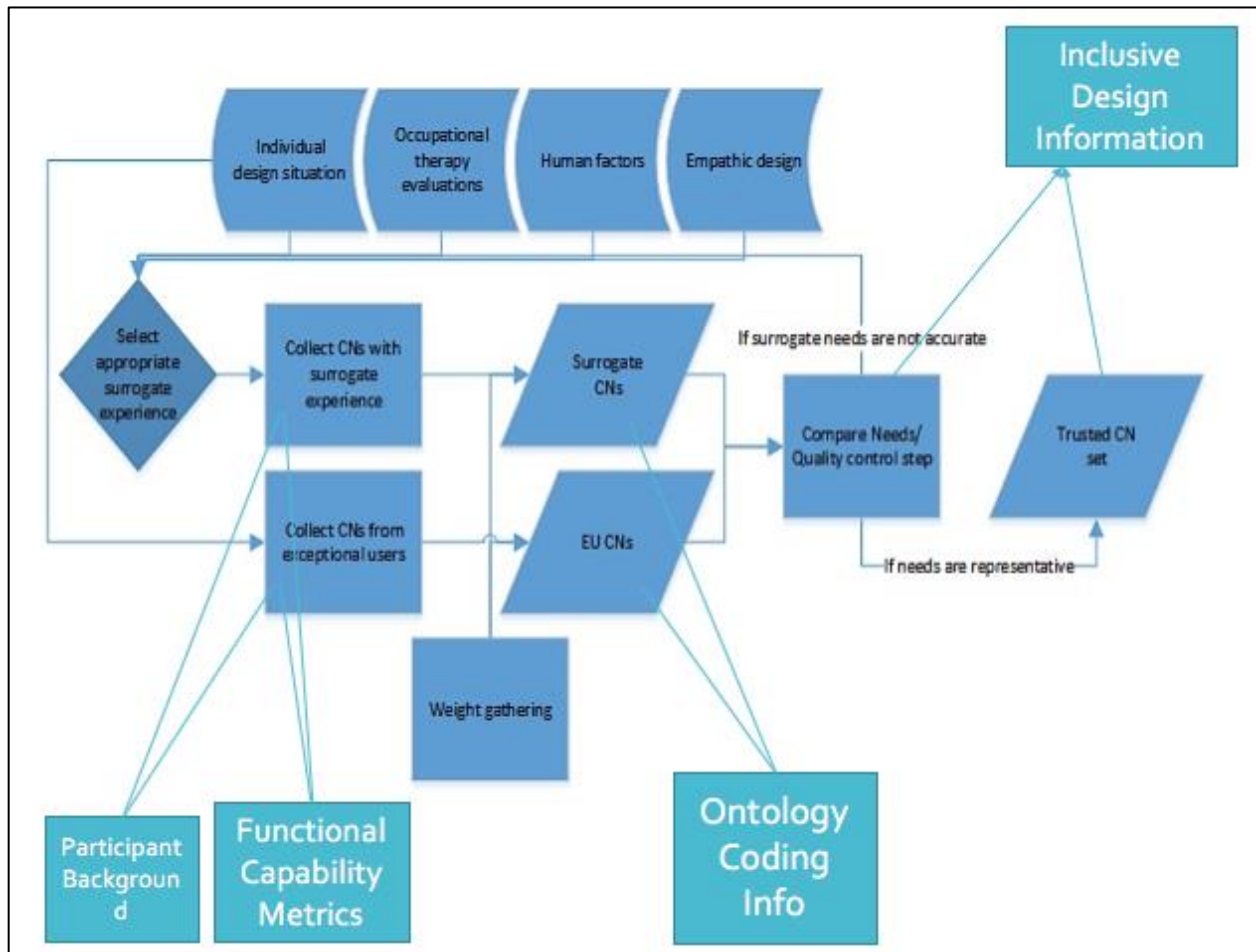 Inclusive
Design
Information
Individual
design situation
Occupational
therapy
evaluations
Human factors
Empathic design
Select
appropriate
surrogate
experience
Collect CNs with
surrogate
experience
Surrogate
CNs
If surrogate needs are not accurate
Compare Needs/
Quality control step
Trusted CN
set
Collect CNs from
exceptional users
EU CNs
If needs are representative
Weight gathering
Participant
Backgroun
d
Functional
Capability
Metrics
Ontology
Coding
Info